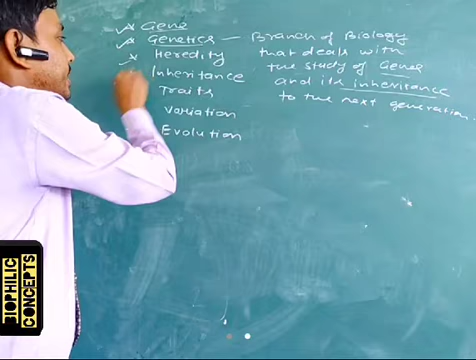 Gene
Genetics — Branch of Biology
Heredity that deals with
Inheritance the study of Genes
Traits and its inheritance
Variation to the next generation.
Evolution
BIOPHILIC
CONCEPTS